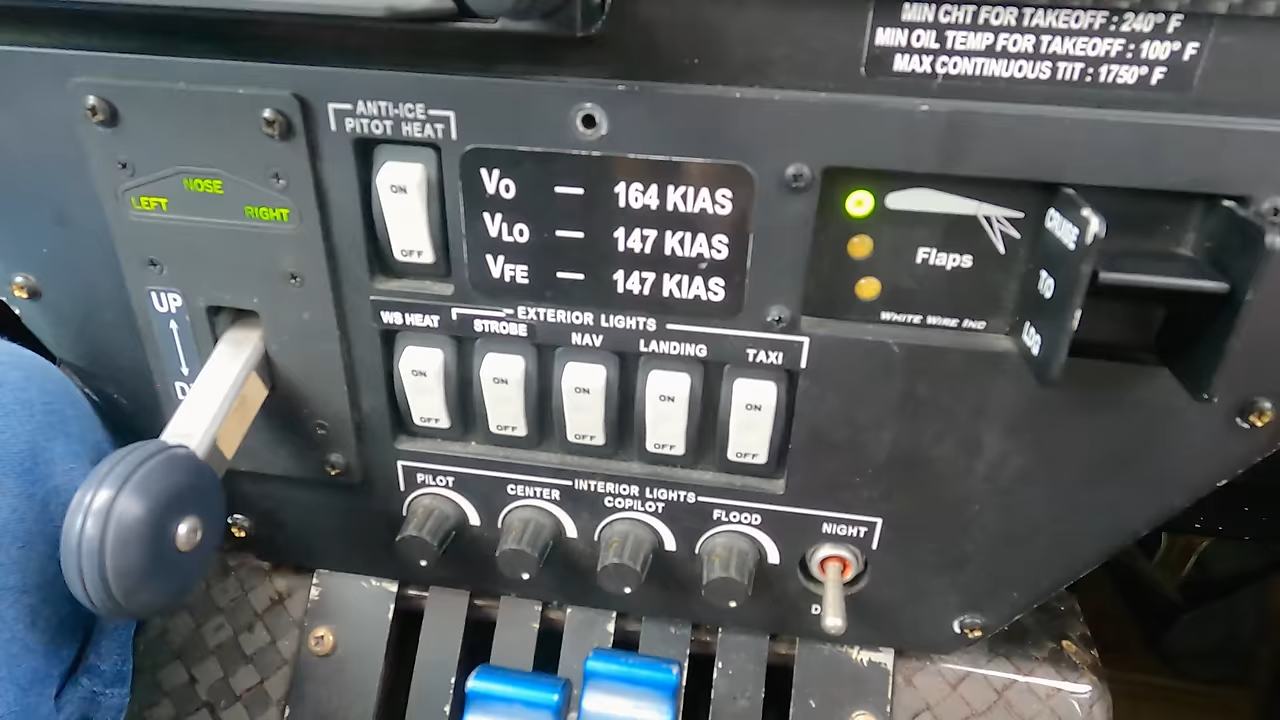 MIN CHT FOR TAKEOFF : 240° F
MIN OIL TEMP FOR TAKEOFF : 100° F
MAX CONTINUOUS TIT : 1750° F
ANTI-ICE
PITOT HEAT
ON
OFF
NOSE
LEFT RIGHT
UP
VO — 164 KIAS
VLO — 147 KIAS
VFE — 147 KIAS
Flaps
WHITE WIRE INC
CRUISE
T/O
LDG
EXTERIOR LIGHTS
WS HEAT STROBE NAV LANDING TAXI
ON ON ON ON ON
OFF OFF OFF OFF OFF
INTERIOR LIGHTS
PILOT CENTER COPILOT FLOOD NIGHT